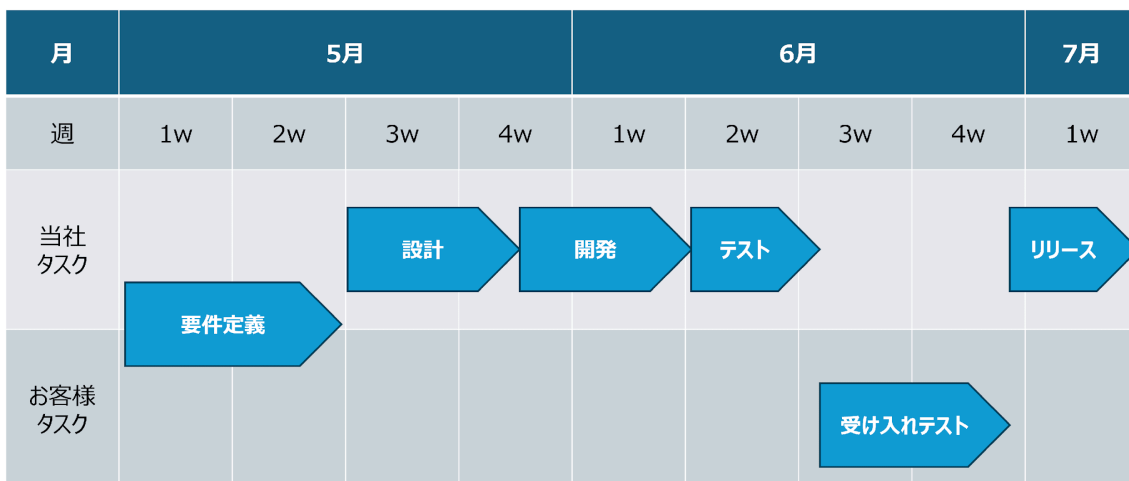 月 5月 6月 7月
週 1w 2w 3w 4w 1w 2w 3w 4w 1w
当社
タスク
設計 開発 テスト リリース
要件定義
お客様
タスク
受け入れテスト